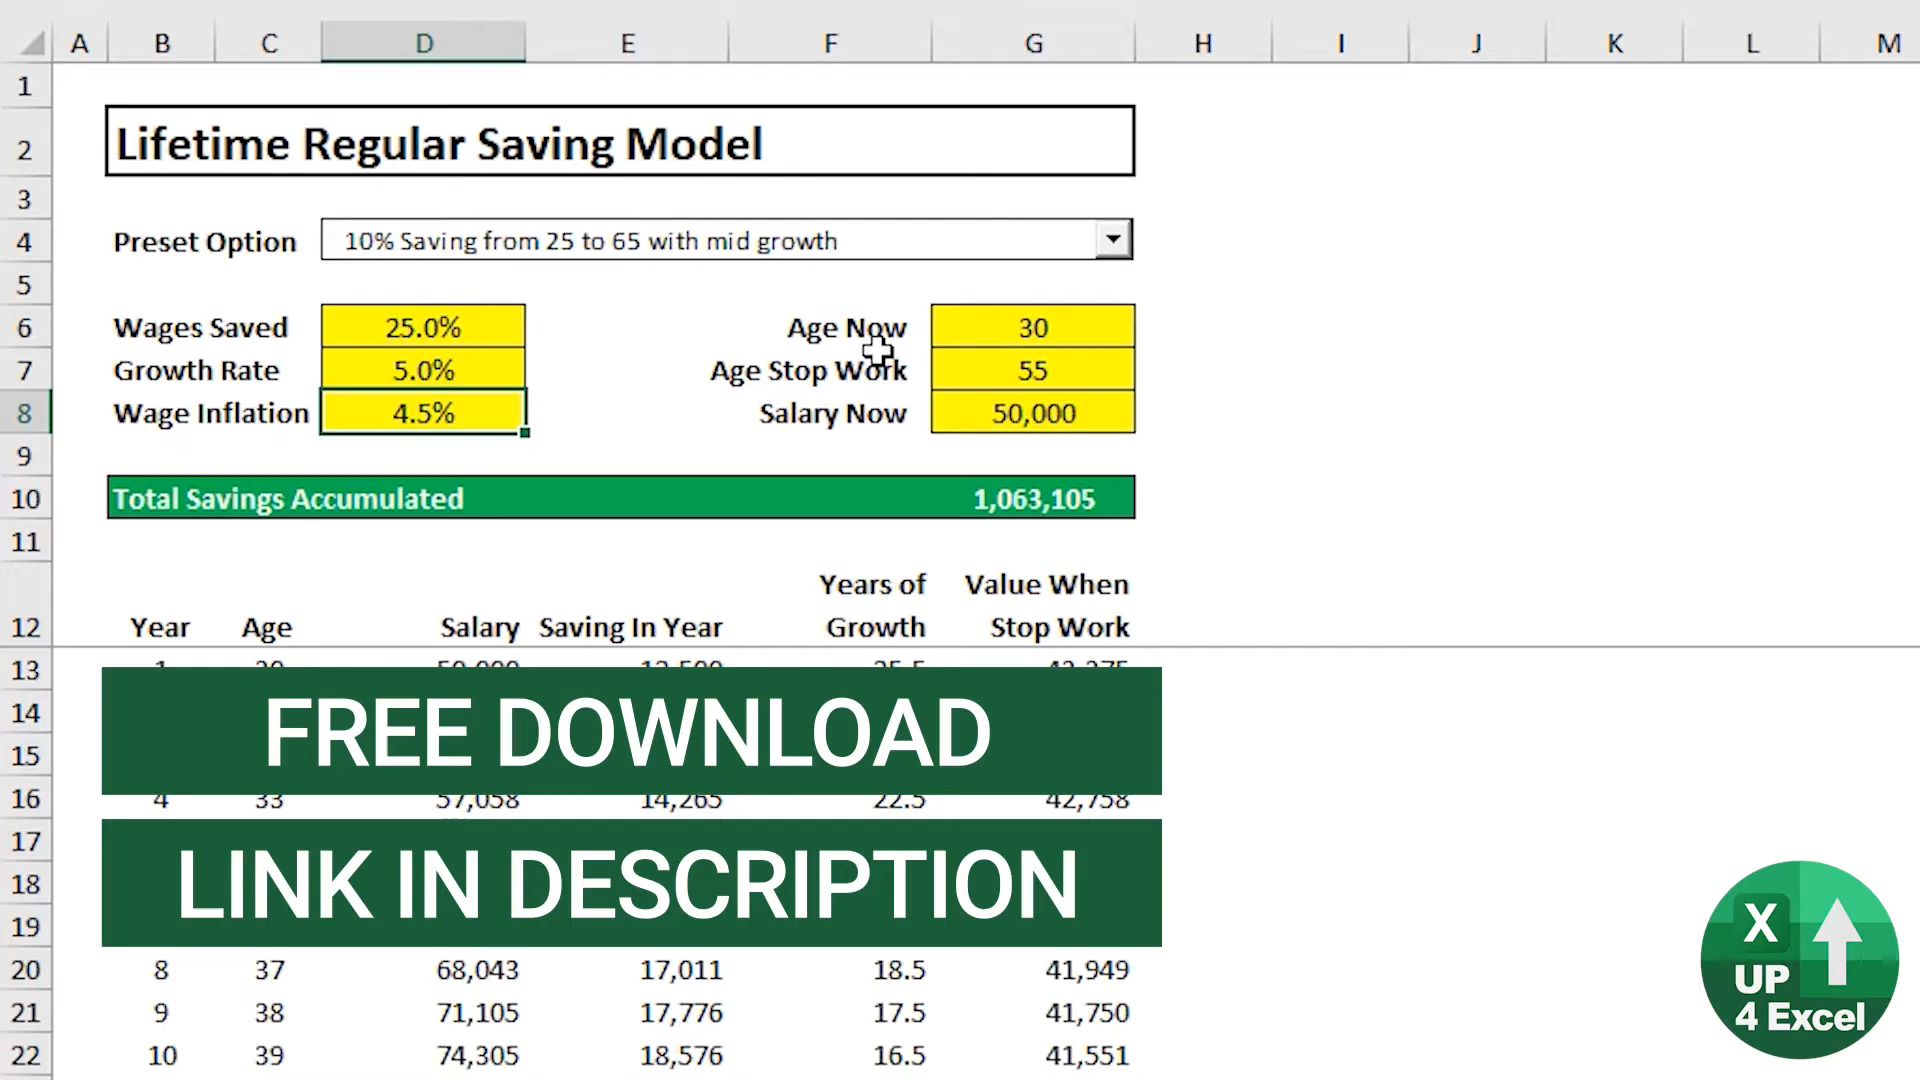 A B C D E F G H I J K L M
1
2 Lifetime Regular Saving Model
3
4 Preset Option 10% Saving from 25 to 65 with mid growth
5
6 Wages Saved 25.0% Age Now 30
7 Growth Rate 5.0% Age Stop Work 55
8 Wage Inflation 4.5% Salary Now 50,000
9
10 Total Savings Accumulated 1,063,105
11
Years of Value When
12 Year Age Salary Saving In Year Growth Stop Work
13
14 FREE DOWNLOAD
15
16 4 33 57,058 14,265 22.5 42,758
17
18 LINK IN DESCRIPTION
19
20 8 37 68,043 17,011 18.5 41,949
21 9 38 71,105 17,776 17.5 41,750
22 10 39 74,305 18,576 16.5 41,551
X
UP
4 Excel